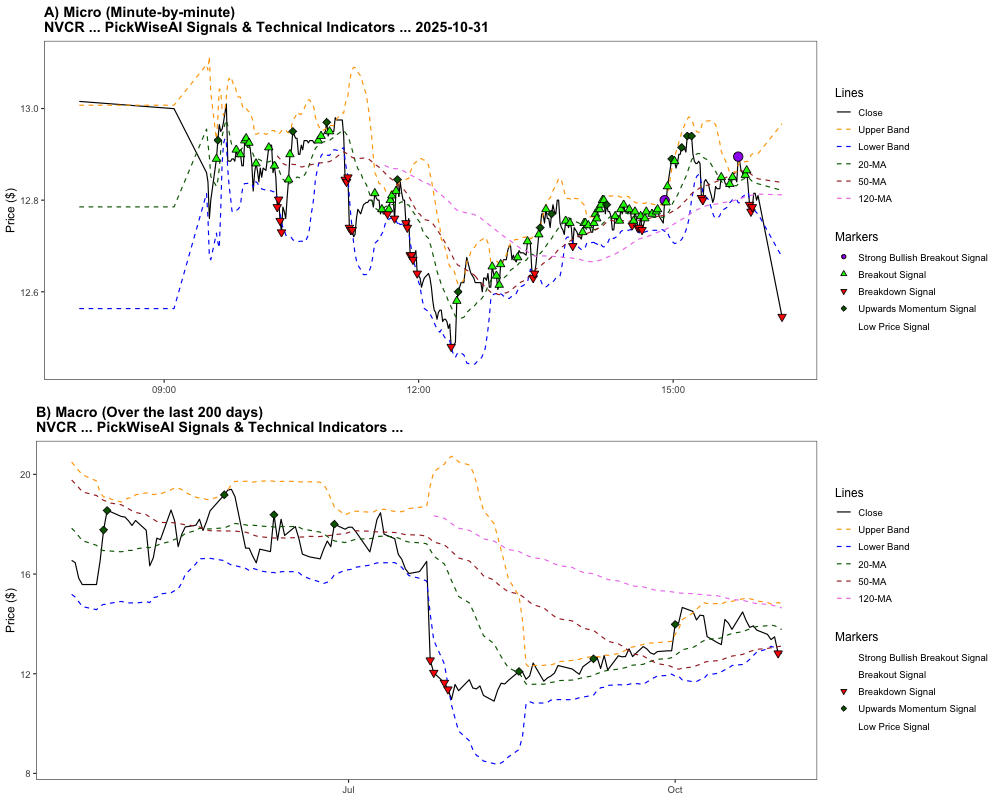 A) Micro (Minute-by-minute)
NVCR ... PickWiseAI Signals & Technical Indicators ... 2025-10-31
Price ($)
13.0
12.8
12.6
09:00
12:00
15:00
Lines
Close
Upper Band
Lower Band
20-MA
50-MA
120-MA
Markers
Strong Bullish Breakout Signal
Breakout Signal
Breakdown Signal
Upwards Momentum Signal
Low Price Signal
B) Macro (Over the last 200 days)
NVCR ... PickWiseAI Signals & Technical Indicators ...
Price ($)
20
16
12
8
Jul
Oct
Lines
Close
Upper Band
Lower Band
20-MA
50-MA
120-MA
Markers
Strong Bullish Breakout Signal
Breakout Signal
Breakdown Signal
Upwards Momentum Signal
Low Price Signal